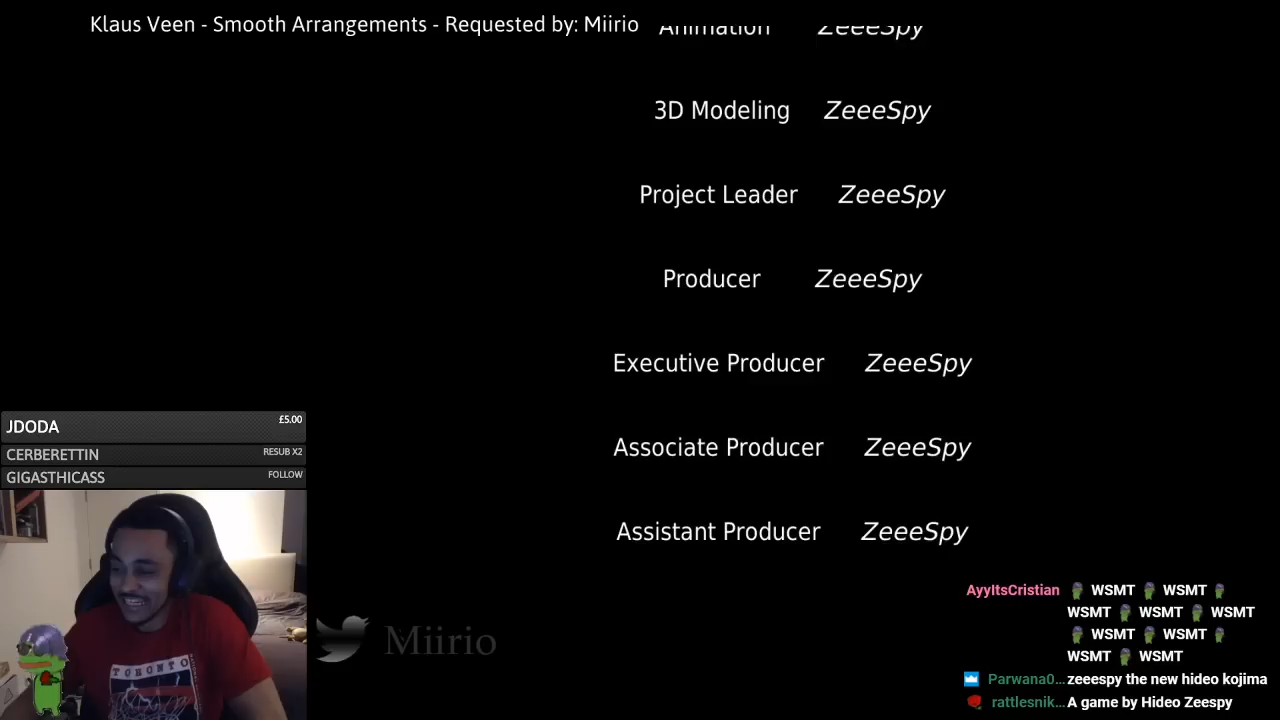 Klaus Veen - Smooth Arrangements - Requested by: Miirio
Animation ZeeeSpy
3D Modeling ZeeeSpy
Project Leader ZeeeSpy
Producer ZeeeSpy
Executive Producer ZeeeSpy
Associate Producer ZeeeSpy
Assistant Producer ZeeeSpy
JDODA £5.00
CERBERETTIN RESUB X2
GIGASTHICASS FOLLOW
TORONTO
Miirio
AyyItsCristian WSMT WSMT
WSMT WSMT WSMT
WSMT WSMT
WSMT WSMT
Parwana0... zeeespy the new hideo kojima
rattlesnik... A game by Hideo Zeespy